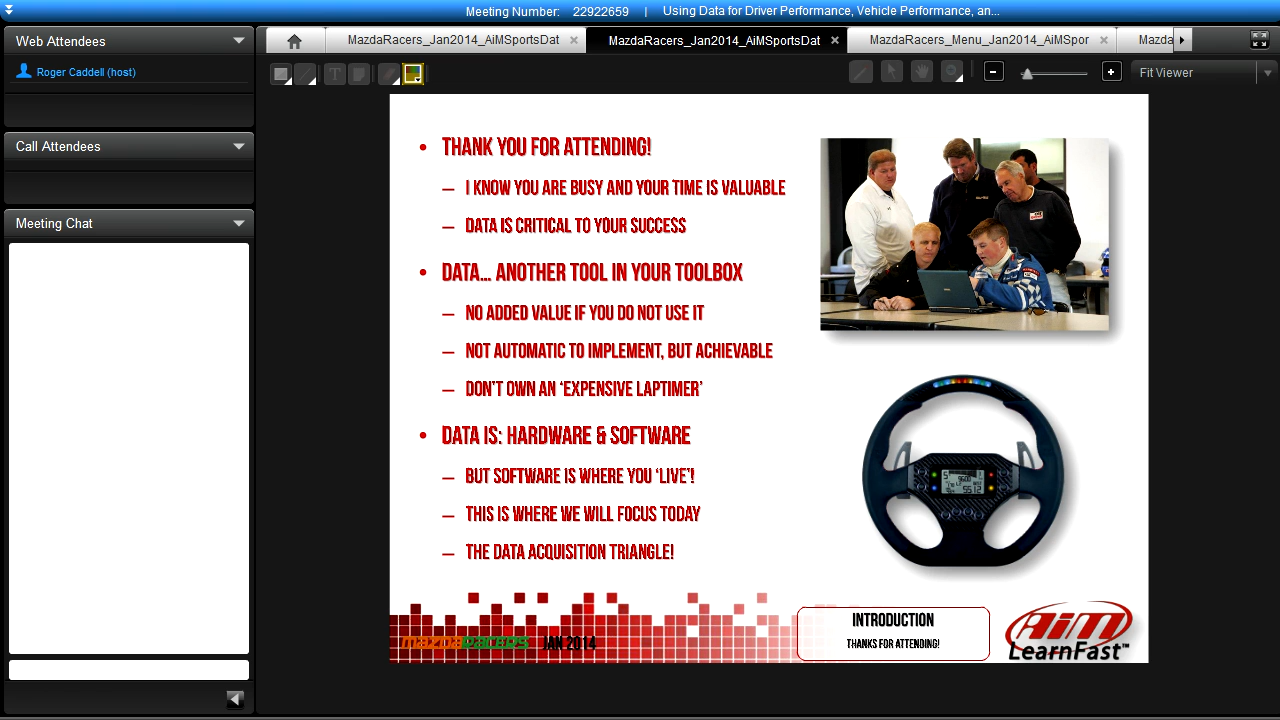 Meeting Number: 22922659 | Using Data for Driver Performance, Vehicle Performance, an...
Web Attendees
Roger Caddell (host)
Call Attendees
Meeting Chat
MazdaRacers_Jan2014_AiMSportsDat
MazdaRacers_Jan2014_AiMSportsDat
MazdaRacers_Menu_Jan2014_AiMSpor
Mazda
T
Fit Viewer
• THANK YOU FOR ATTENDING!
– I KNOW YOU ARE BUSY AND YOUR TIME IS VALUABLE
– DATA IS CRITICAL TO YOUR SUCCESS
• DATA... ANOTHER TOOL IN YOUR TOOLBOX
– NO ADDED VALUE IF YOU DO NOT USE IT
– NOT AUTOMATIC TO IMPLEMENT, BUT ACHIEVABLE
– DON'T OWN AN 'EXPENSIVE LAPTIMER'
• DATA IS: HARDWARE & SOFTWARE
– BUT SOFTWARE IS WHERE YOU 'LIVE'!
– THIS IS WHERE WE WILL FOCUS TODAY
– THE DATA ACQUISITION TRIANGLE!
mazdaracers JAN 2014
INTRODUCTION
THANKS FOR ATTENDING!
AiM
LearnFast™